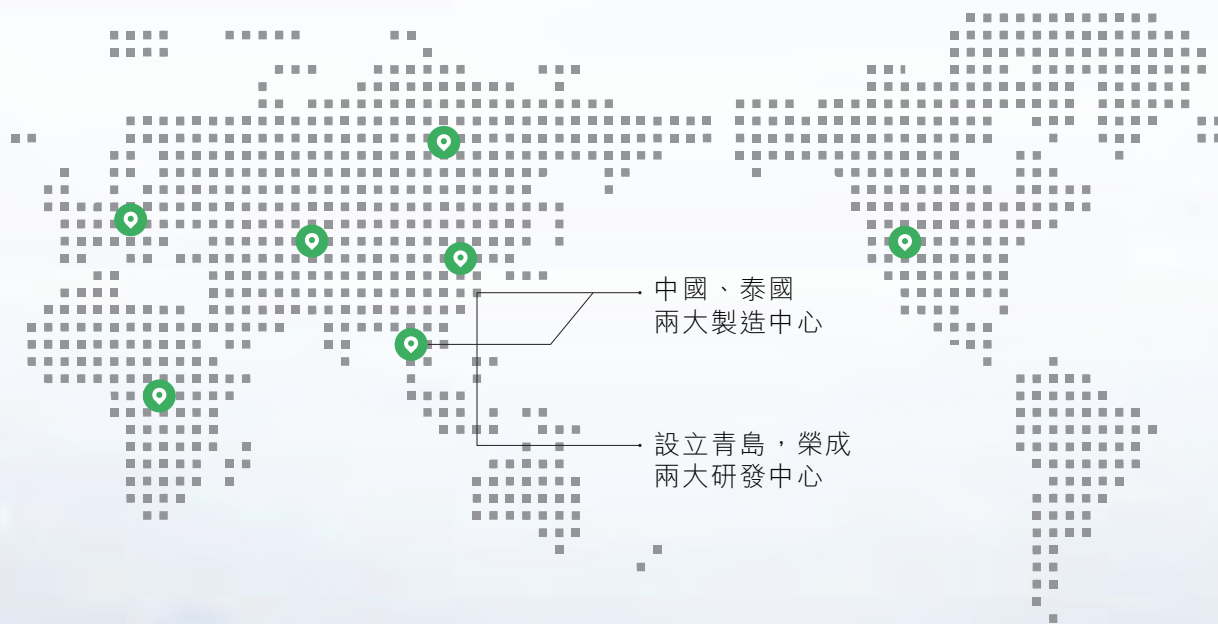 中國、泰國
兩大製造中心
設立青島，榮成
兩大研發中心